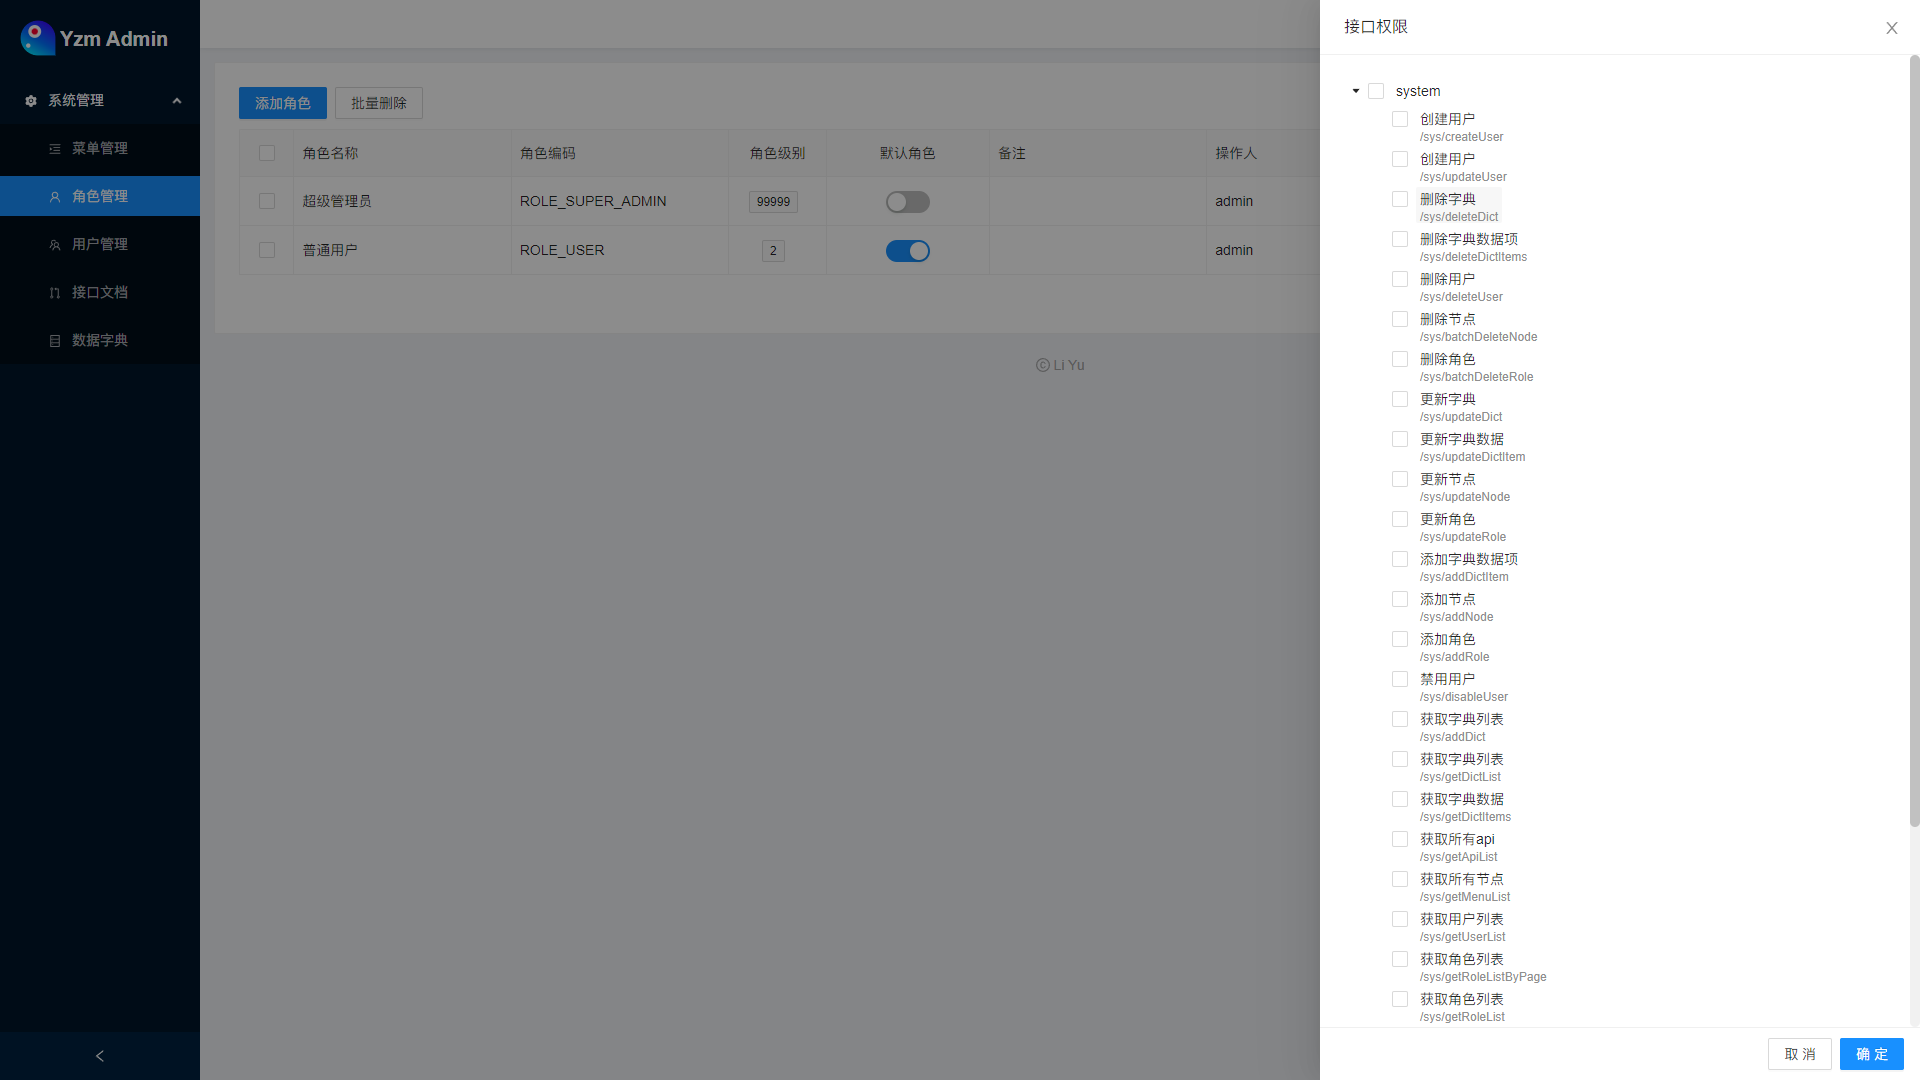 Yzm Admin
系统管理
菜单管理
角色管理
用户管理
接口文档
数据字典
添加角色
批量删除
角色名称 角色编码 角色级别 默认角色 备注 操作人
超级管理员 ROLE_SUPER_ADMIN 99999 admin
普通用户 ROLE_USER 2 admin
© Li Yu
接口权限
system
创建用户
/sys/createUser
创建用户
/sys/updateUser
删除字典
/sys/deleteDict
删除字典数据项
/sys/deleteDictItems
删除用户
/sys/deleteUser
删除节点
/sys/batchDeleteNode
删除角色
/sys/batchDeleteRole
更新字典
/sys/updateDict
更新字典数据
/sys/updateDictItem
更新节点
/sys/updateNode
更新角色
/sys/updateRole
添加字典数据项
/sys/addDictItem
添加节点
/sys/addNode
添加角色
/sys/addRole
禁用用户
/sys/disableUser
获取字典列表
/sys/addDict
获取字典列表
/sys/getDictList
获取字典数据
/sys/getDictItems
获取所有api
/sys/getApiList
获取所有节点
/sys/getMenuList
获取用户列表
/sys/getUserList
获取角色列表
/sys/getRoleListByPage
获取角色列表
/sys/getRoleList
取 消
确 定